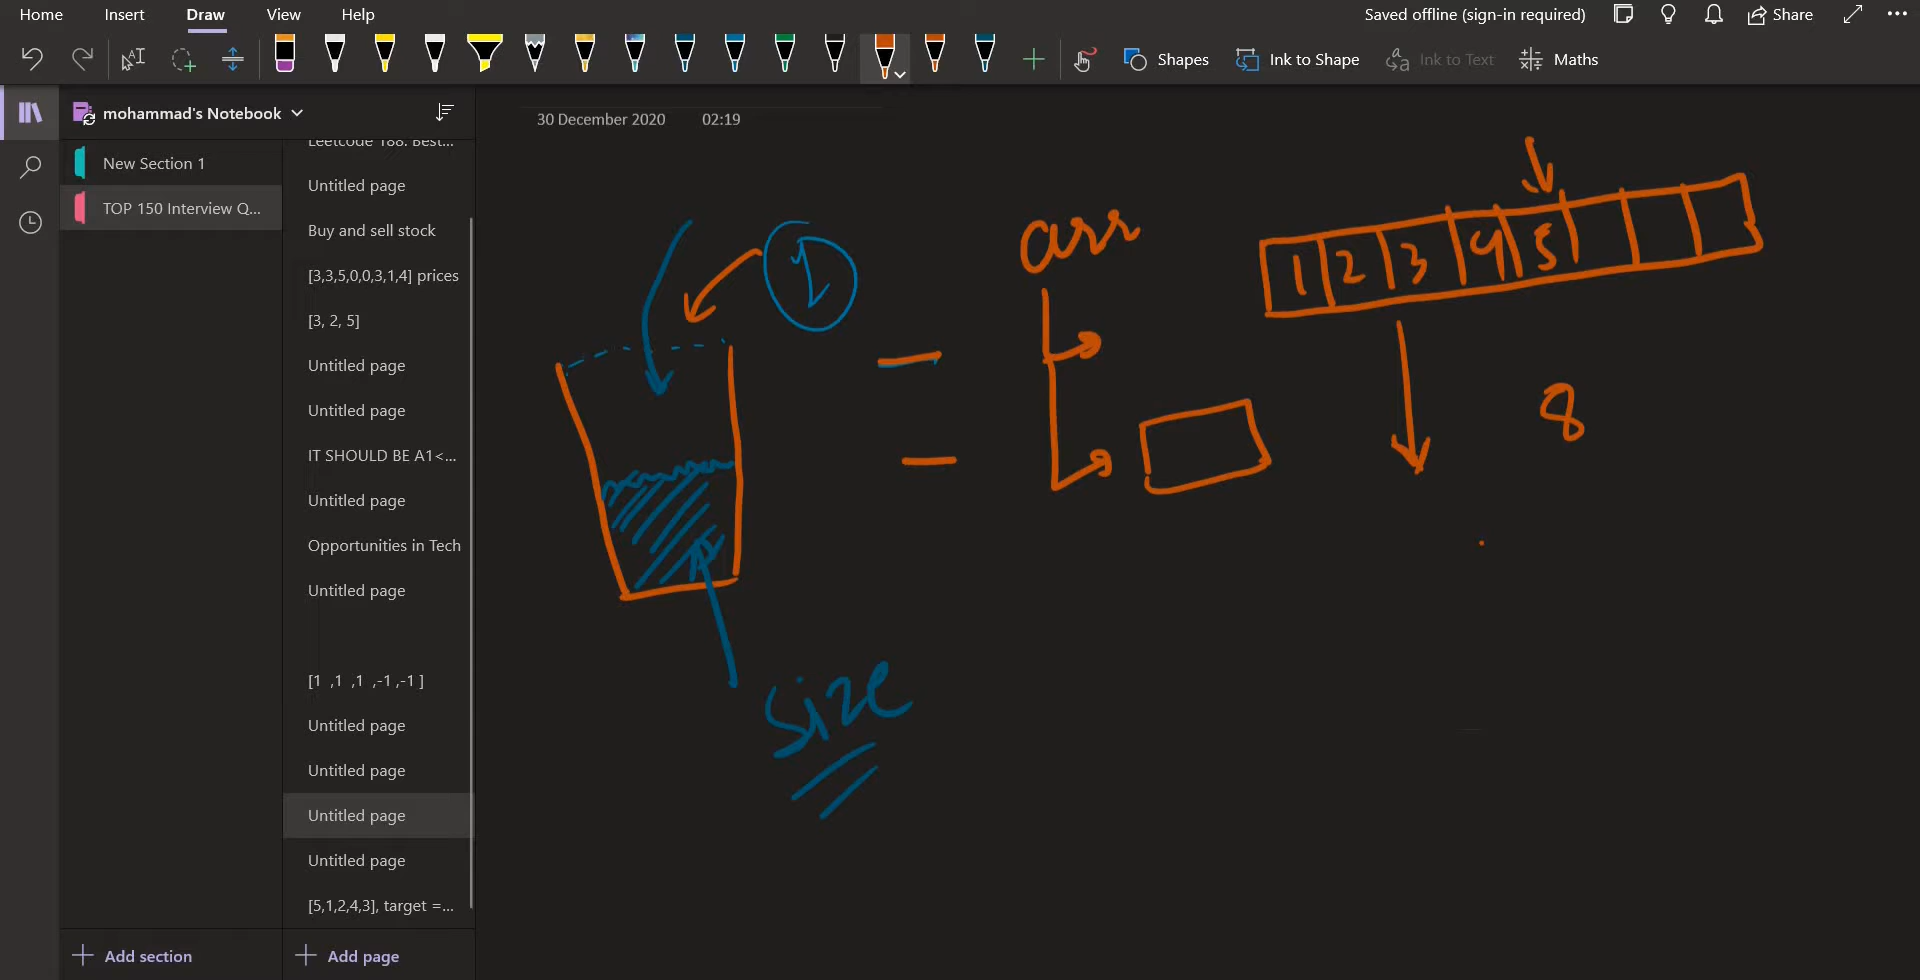 Home Insert Draw View Help
Saved offline (sign-in required) Share
Shapes Ink to Shape Ink to Text Maths
mohammad's Notebook
New Section 1
TOP 150 Interview Q...
Leetcode 188. Best...
Untitled page
Buy and sell stock
[3,3,5,0,0,3,1,4] prices
[3, 2, 5]
Untitled page
Untitled page
IT SHOULD BE A1<...
Untitled page
Opportunities in Tech
Untitled page
[1 ,1 ,1 ,-1 ,-1 ]
Untitled page
Untitled page
Untitled page
Untitled page
[5,1,2,4,3], target =...
Add section
Add page
30 December 2020 02:19
1
arr
1 2 3 4 5
8
size